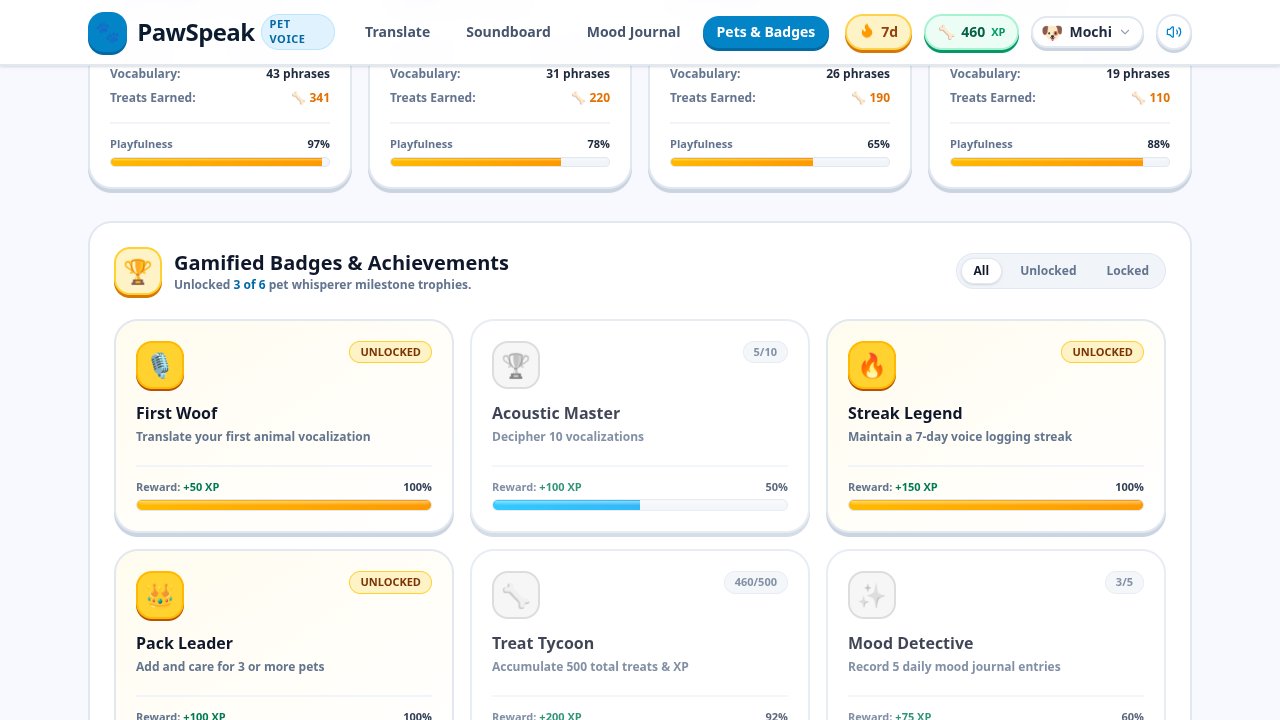 PawSpeak
PET
VOICE
Translate
Soundboard
Mood Journal
Pets & Badges
7d
460 XP
Mochi
Vocabulary: 43 phrases
Treats Earned: 341
Playfulness 97%
Vocabulary: 31 phrases
Treats Earned: 220
Playfulness 78%
Vocabulary: 26 phrases
Treats Earned: 190
Playfulness 65%
Vocabulary: 19 phrases
Treats Earned: 110
Playfulness 88%
Gamified Badges & Achievements
Unlocked 3 of 6 pet whisperer milestone trophies.
All
Unlocked
Locked
UNLOCKED
First Woof
Translate your first animal vocalization
Reward: +50 XP 100%
5/10
Acoustic Master
Decipher 10 vocalizations
Reward: +100 XP 50%
UNLOCKED
Streak Legend
Maintain a 7-day voice logging streak
Reward: +150 XP 100%
UNLOCKED
Pack Leader
Add and care for 3 or more pets
Reward: +100 XP 100%
460/500
Treat Tycoon
Accumulate 500 total treats & XP
Reward: +200 XP 92%
3/5
Mood Detective
Record 5 daily mood journal entries
Reward: +75 XP 60%